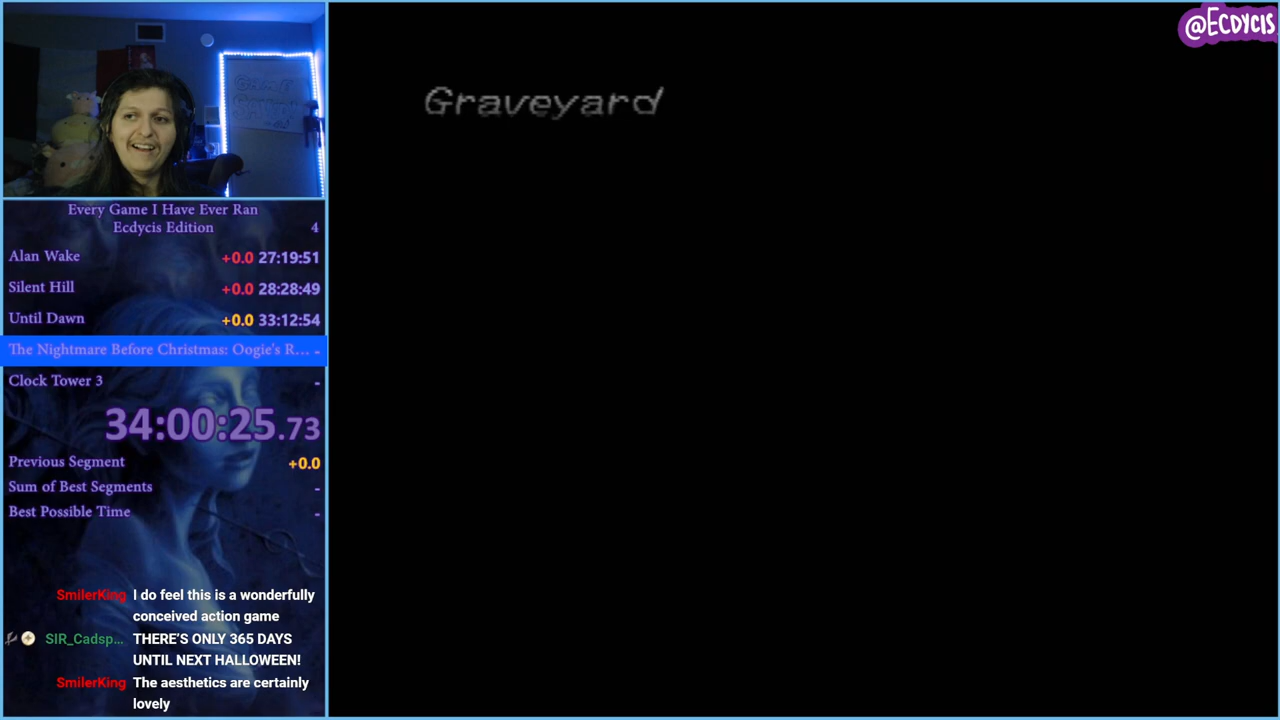 @ECDYCIS
Graveyard
Every Game I Have Ever Ran
Ecdycis Edition 4
Alan Wake +0.0 27:19:51
Silent Hill +0.0 28:28:49
Until Dawn +0.0 33:12:54
The Nightmare Before Christmas: Oogie's R... -
Clock Tower 3 -
34:00:25.73
Previous Segment +0.0
Sum of Best Segments -
Best Possible Time -
SmilerKing I do feel this is a wonderfully
conceived action game
SIR_Cadsp... THERE'S ONLY 365 DAYS
UNTIL NEXT HALLOWEEN!
SmilerKing The aesthetics are certainly
lovely